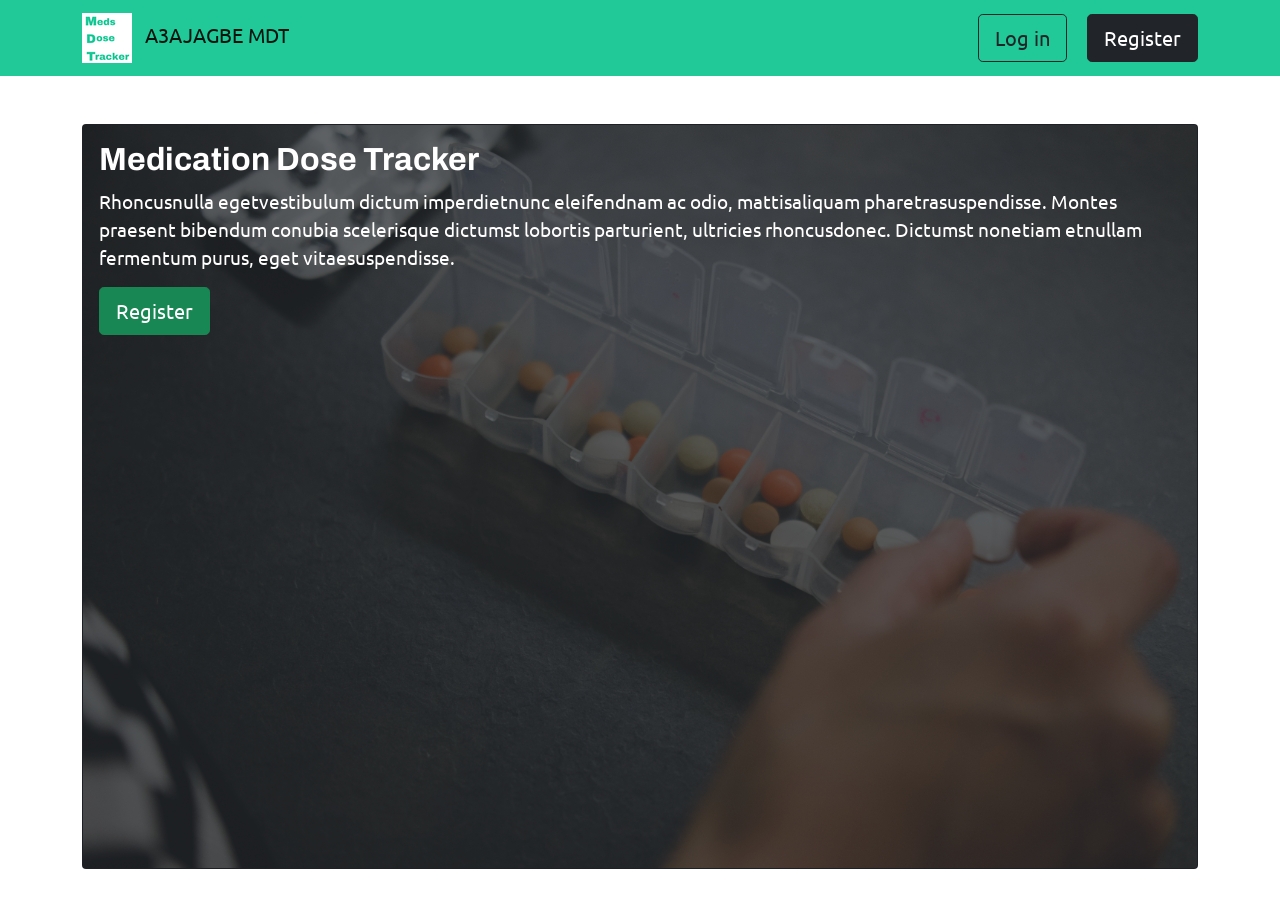 Meds
Dose
Tracker
A3AJAGBE MDT
Log in
Register
Medication Dose Tracker
Rhoncusnulla egetvestibulum dictum imperdietnunc eleifendnam ac odio, mattisaliquam pharetrasuspendisse. Montes
praesent bibendum conubia scelerisque dictumst lobortis parturient, ultricies rhoncusdonec. Dictumst nonetiam etnullam
fermentum purus, eget vitaesuspendisse.
Register